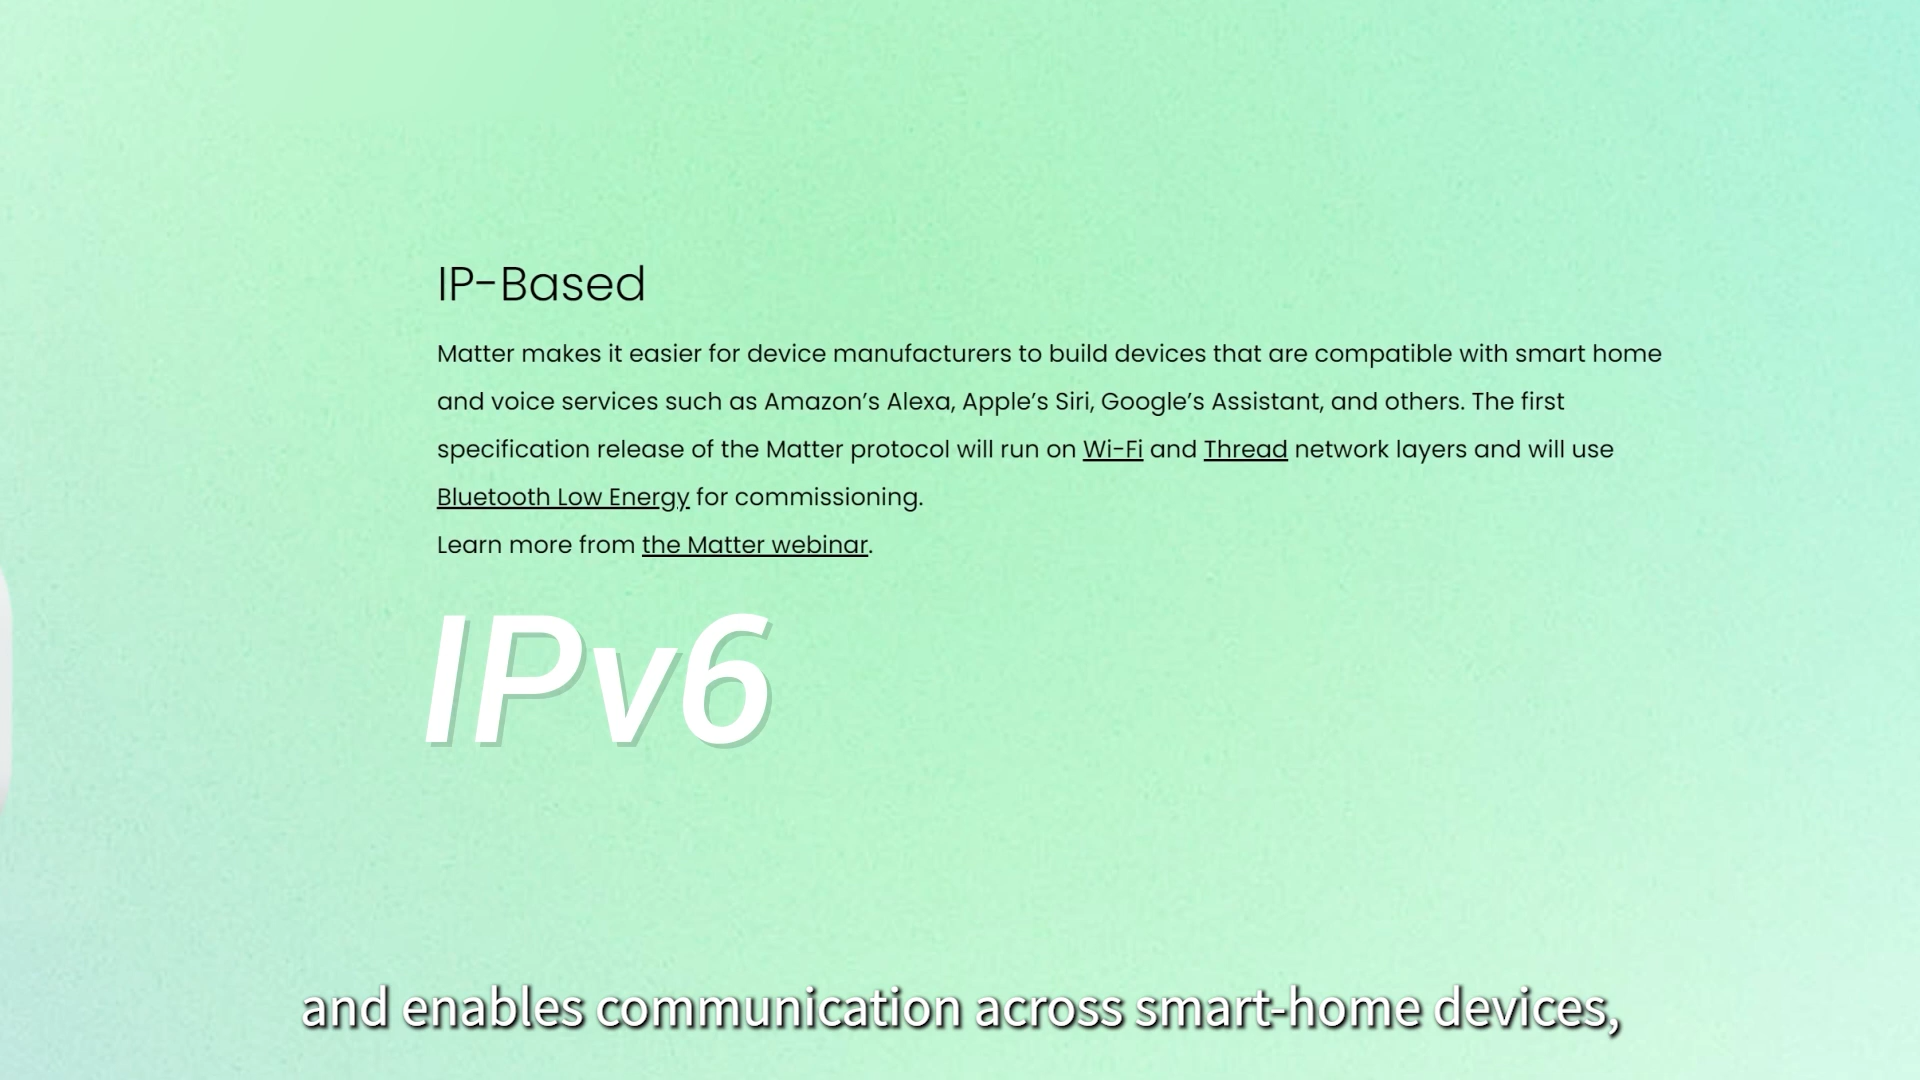 IP-Based
Matter makes it easier for device manufacturers to build devices that are compatible with smart home
and voice services such as Amazon’s Alexa, Apple’s Siri, Google’s Assistant, and others. The first
specification release of the Matter protocol will run on Wi-Fi and Thread network layers and will use
Bluetooth Low Energy for commissioning.
Learn more from the Matter webinar.
IPv6
and enables communication across smart-home devices,